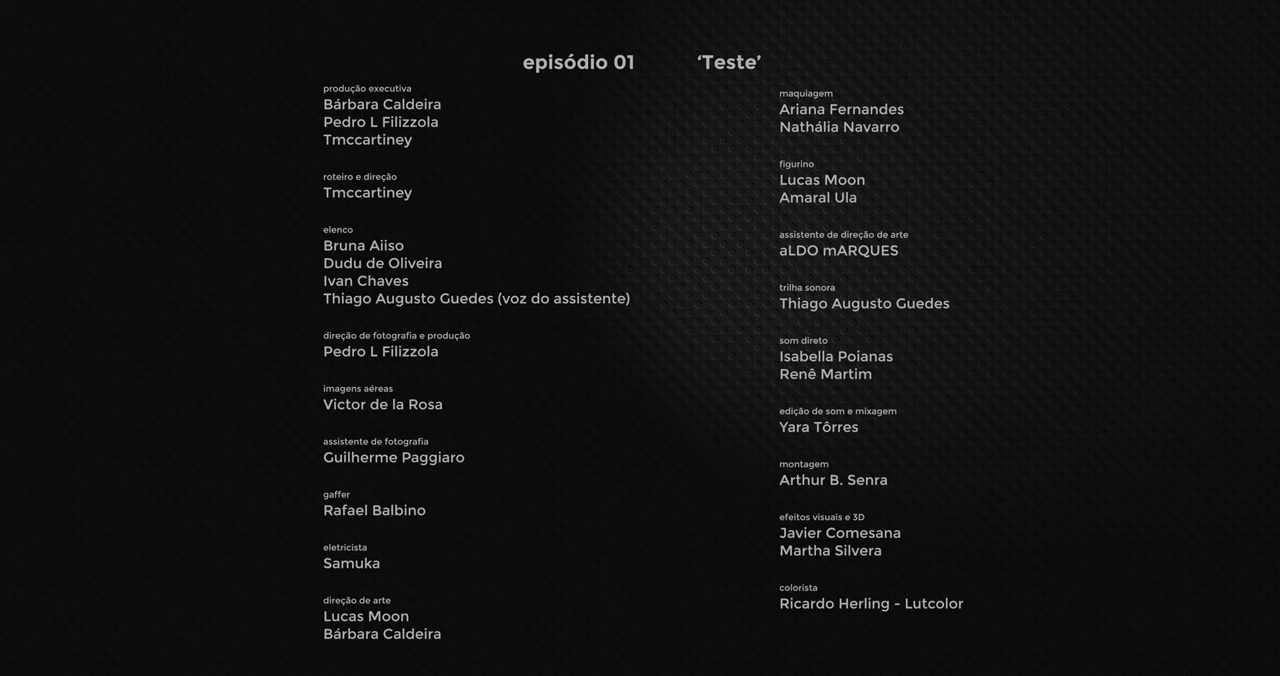 episódio 01 ‘Teste’
produção executiva
Bárbara Caldeira
Pedro L Filizzola
Tmccartiney
roteiro e direção
Tmccartiney
elenco
Bruna Aiiso
Dudu de Oliveira
Ivan Chaves
Thiago Augusto Guedes (voz do assistente)
direção de fotografia e produção
Pedro L Filizzola
imagens aéreas
Victor de la Rosa
assistente de fotografia
Guilherme Paggiaro
gaffer
Rafael Balbino
eletricista
Samuka
direção de arte
Lucas Moon
Bárbara Caldeira
maquiagem
Ariana Fernandes
Nathália Navarro
figurino
Lucas Moon
Amaral Ula
assistente de direção de arte
aLDO mARQUES
trilha sonora
Thiago Augusto Guedes
som direto
Isabella Poianas
Renê Martim
edição de som e mixagem
Yara Tôrres
montagem
Arthur B. Senra
efeitos visuais e 3D
Javier Comesana
Martha Silvera
colorista
Ricardo Herling - Lutcolor